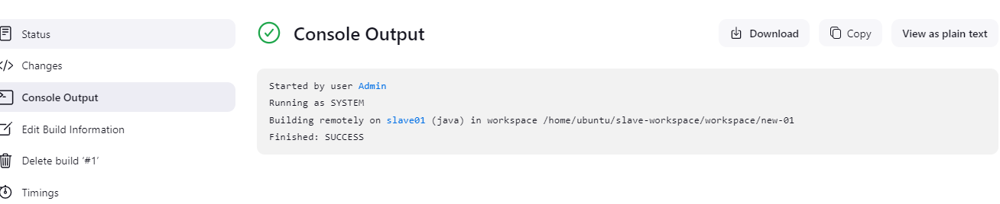 Status
Changes
Console Output
Edit Build Information
Delete build ‘#1’
Timings
Console Output
Download
Copy
View as plain text
Started by user Admin
Running as SYSTEM
Building remotely on slave01 (java) in workspace /home/ubuntu/slave-workspace/workspace/new-01
Finished: SUCCESS